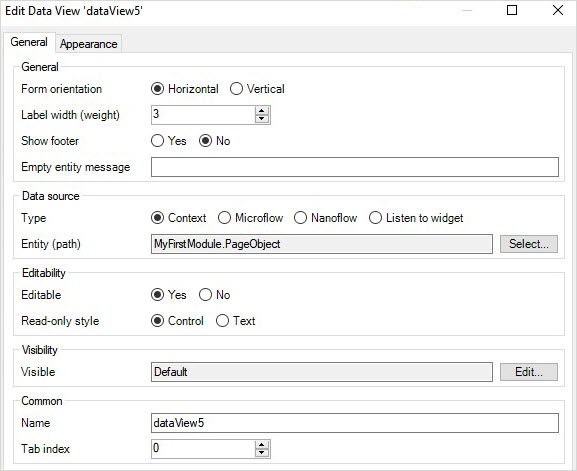 Edit Data View 'dataView5'
General Appearance
General
Form orientation Horizontal Vertical
Label width (weight) 3
Show footer Yes No
Empty entity message
Data source
Type Context Microflow Nanoflow Listen to widget
Entity (path) MyFirstModule.PageObject Select...
Editability
Editable Yes No
Read-only style Control Text
Visibility
Visible Default Edit...
Common
Name dataView5
Tab index 0